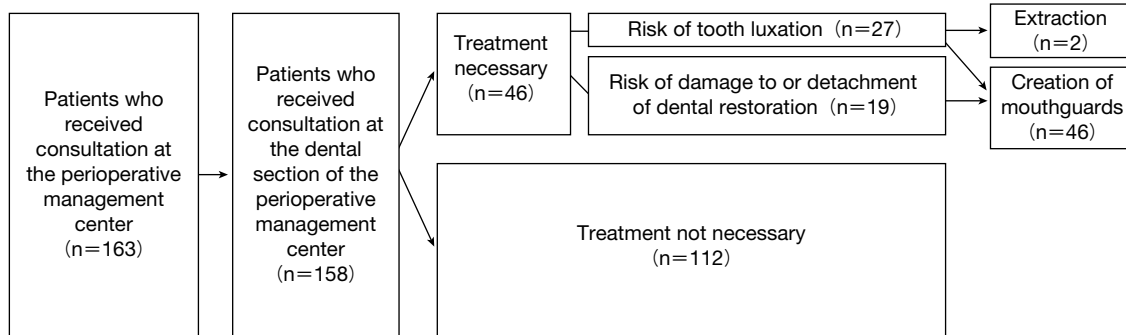 Patients who
received
consultation at
the perioperative
management
center
（n＝163）
Patients who
received
consultation at
the dental
section of the
perioperative
management
center
（n＝158）
Treatment
necessary
（n＝46）
Risk of tooth luxation（n＝27）
Risk of damage to or detachment
of dental restoration（n＝19）
Extraction
（n＝2）
Creation of
mouthguards
（n＝46）
Treatment not necessary
（n＝112）